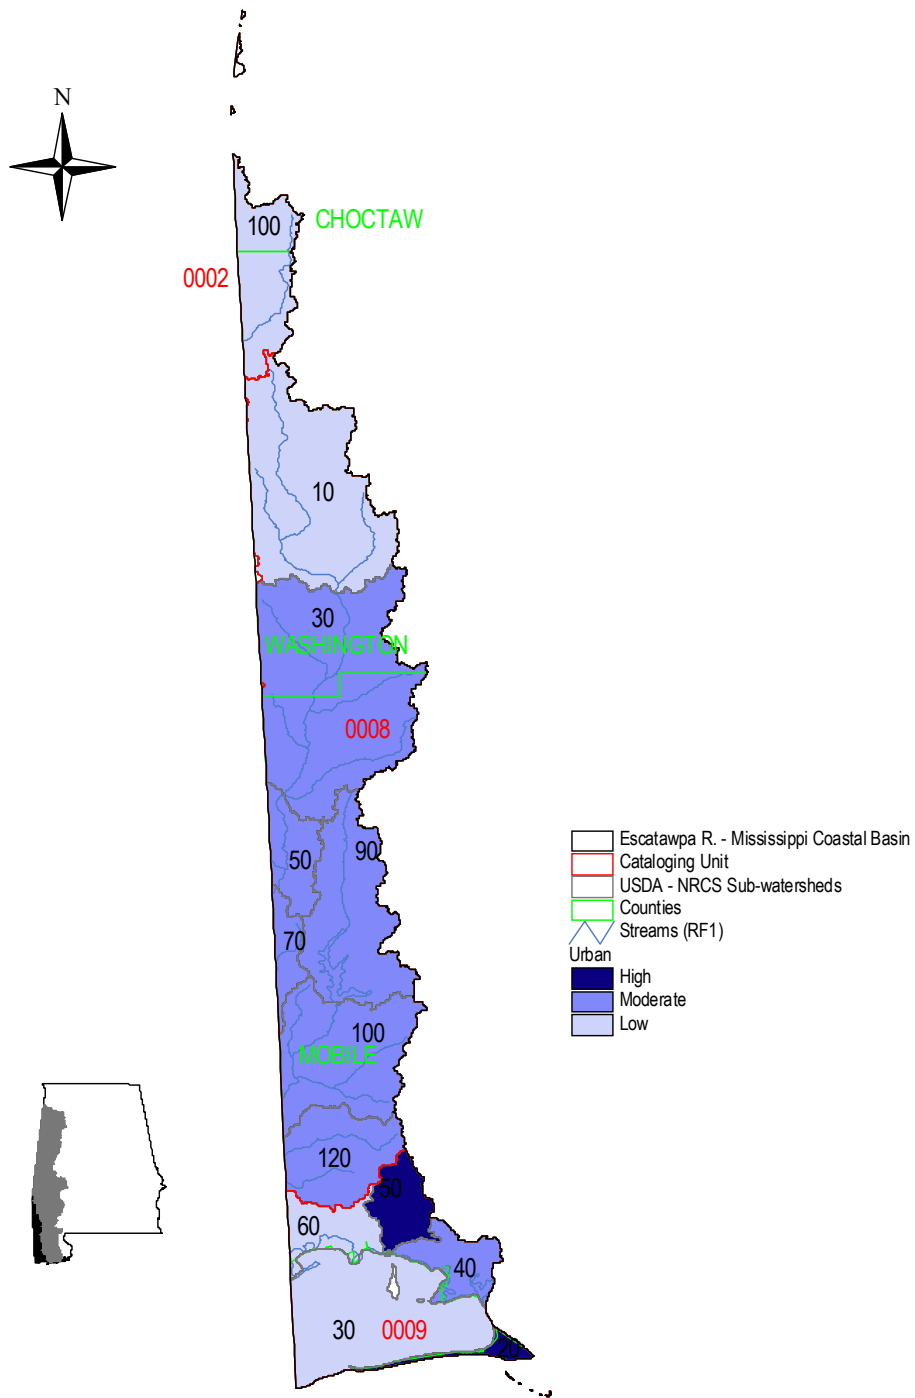 N
100
CHOCTAW
0002
10
30
WASHINGTON
0008
50
90
70
100
MOBILE
120
50
60
40
30
0009
20
Escatawpa R. - Mississippi Coastal Basin
Cataloging Unit
USDA - NRCS Sub-watersheds
Counties
Streams (RF1)
Urban
High
Moderate
Low